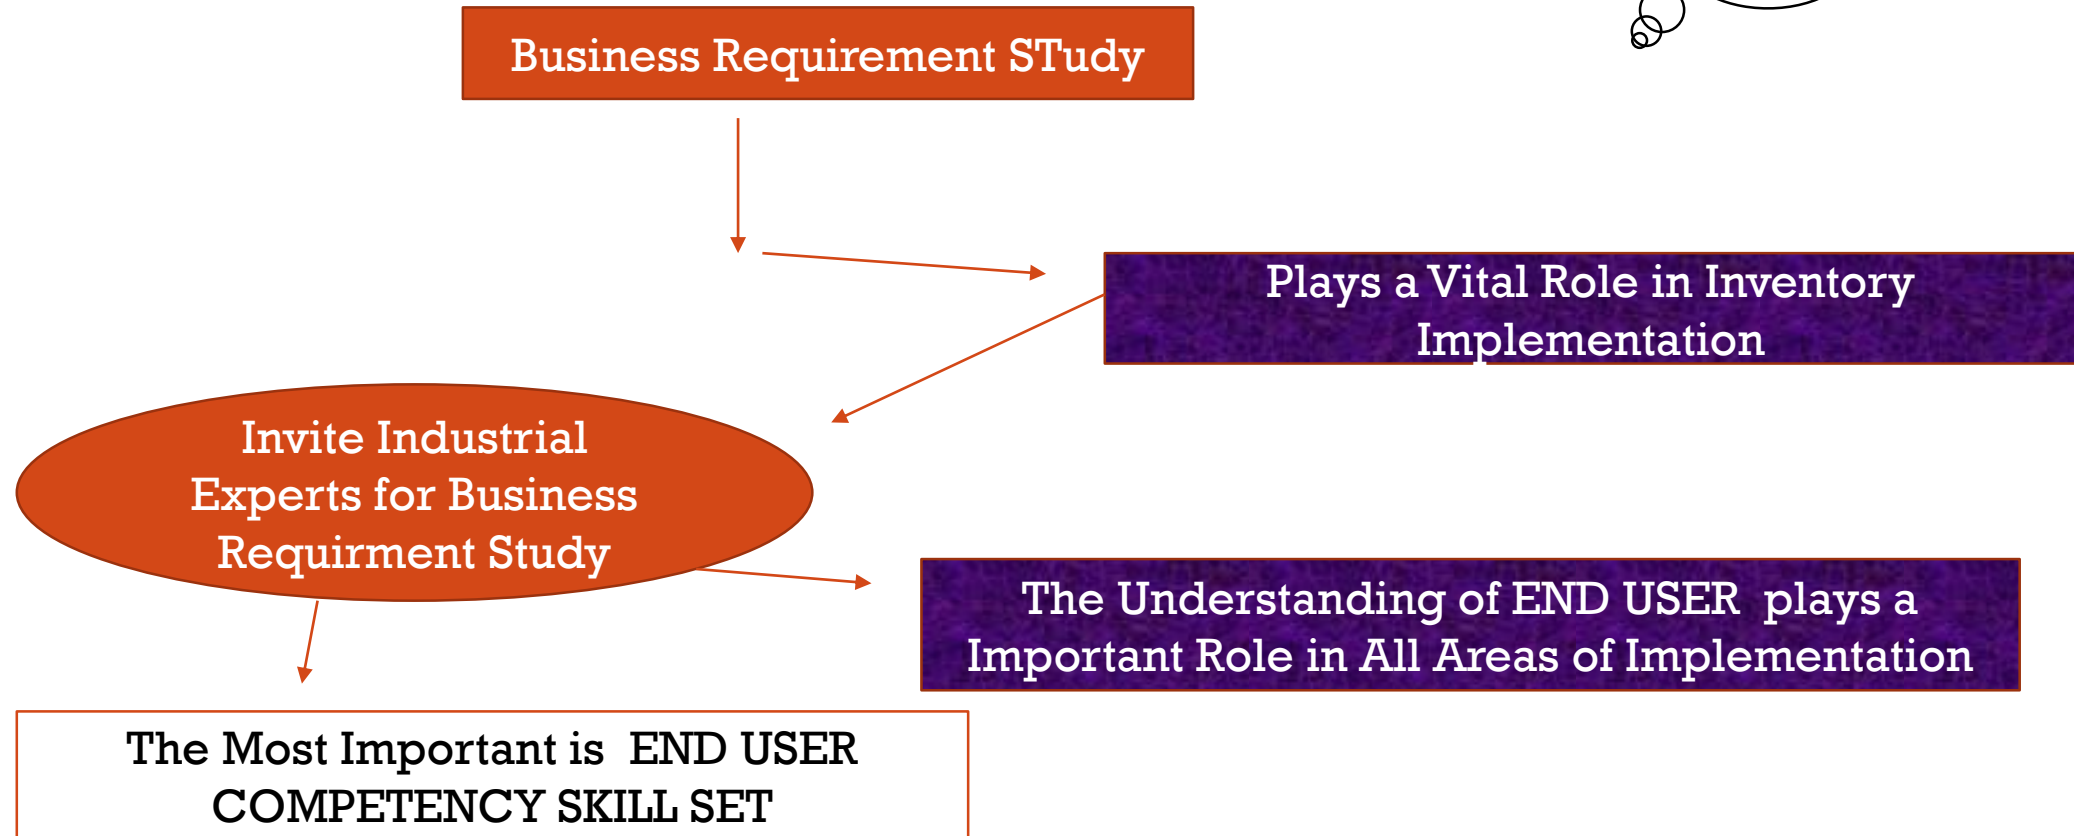 Business Requirement STudy
Plays a Vital Role in Inventory
Implementation
Invite Industrial
Experts for Business
Requirment Study
The Understanding of END USER plays a
Important Role in All Areas of Implementation
The Most Important is END USER
COMPETENCY SKILL SET